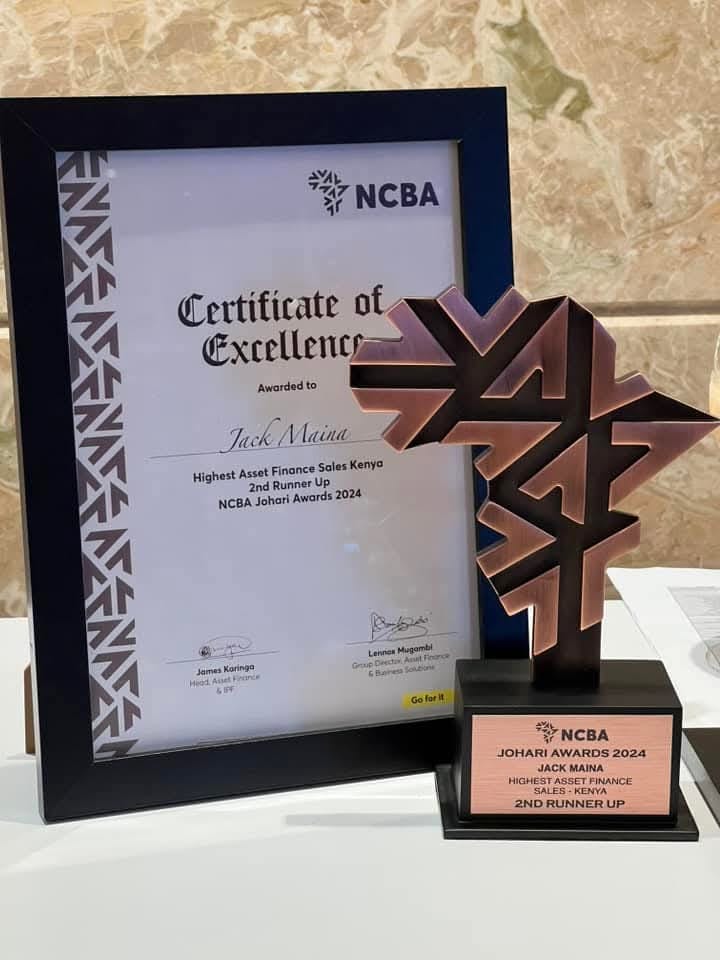 NCBA
Certificate of
Excellence
Awarded to
Jack Maina
Highest Asset Finance Sales Kenya
2nd Runner Up
NCBA Johari Awards 2024
James Karinga
Head, Asset Finance
& IPF
Lennox Mugambi
Group Director, Asset Finance
& Business Solutions
Go for it
NCBA
JOHARI AWARDS 2024
JACK MAINA
HIGHEST ASSET FINANCE
SALES - KENYA
2ND RUNNER UP